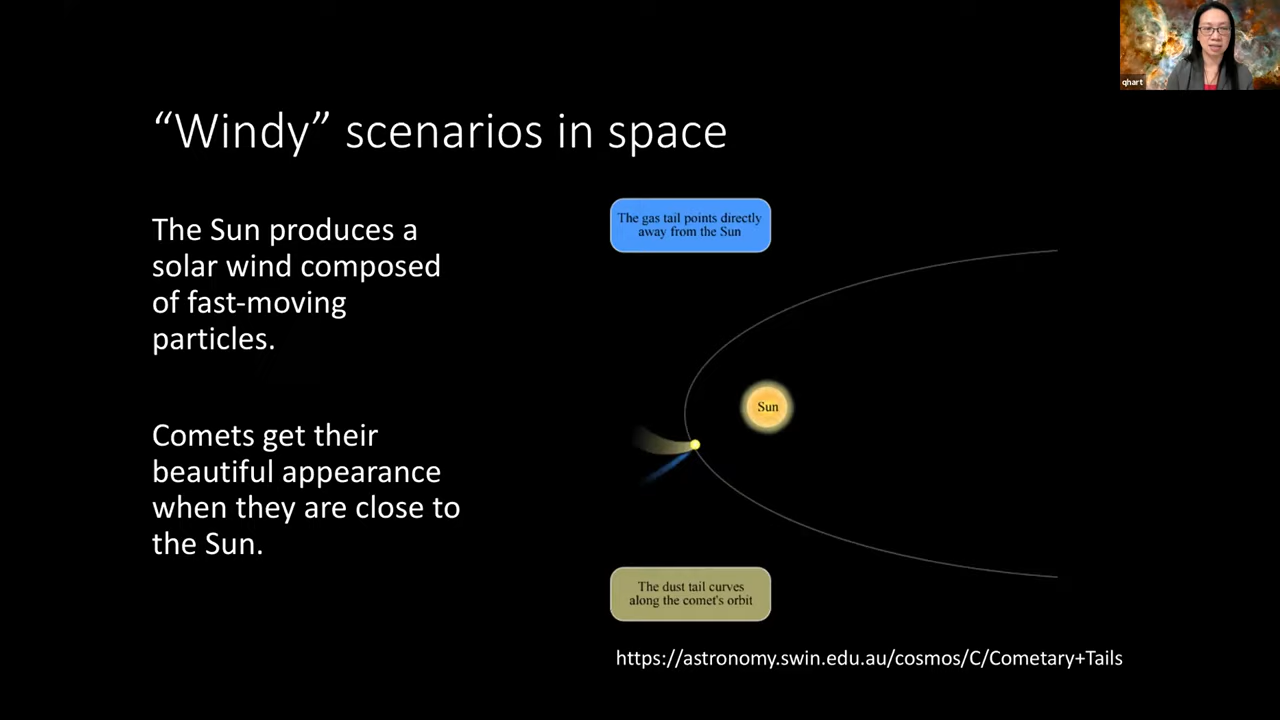 qhart
“Windy” scenarios in space
The Sun produces a
solar wind composed
of fast-moving
particles.
Comets get their
beautiful appearance
when they are close to
the Sun.
The gas tail points directly
away from the Sun
Sun
The dust tail curves
along the comet's orbit
https://astronomy.swin.edu.au/cosmos/C/Cometary+Tails